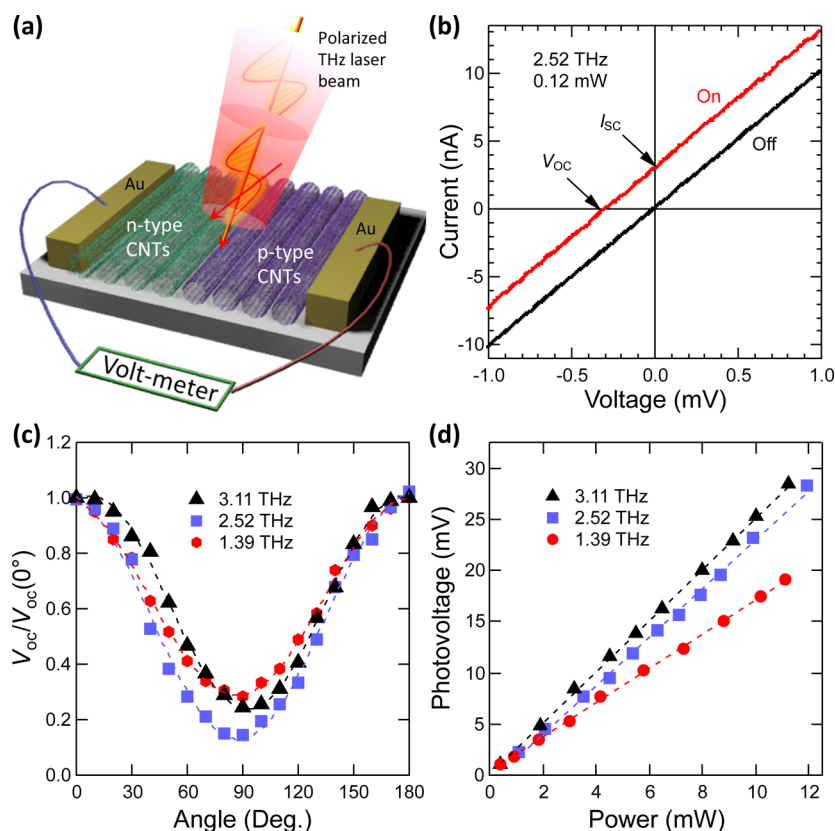 (a)
Polarized
THz laser
beam
Au
n-type
CNTs
p-type
CNTs
Au
Volt-meter
(b)
2.52 THz
0.12 mW
On
Off
I_SC
V_OC
Current (nA)
10
5
0
-5
-10
-1.0 -0.5 0.0 0.5 1.0
Voltage (mV)
(c)
3.11 THz
2.52 THz
1.39 THz
V_oc/V_oc(0°)
1.2
1.0
0.8
0.6
0.4
0.2
0.0
0 30 60 90 120 150 180
Angle (Deg.)
(d)
3.11 THz
2.52 THz
1.39 THz
Photovoltage (mV)
30
25
20
15
10
5
0
0 2 4 6 8 10 12
Power (mW)